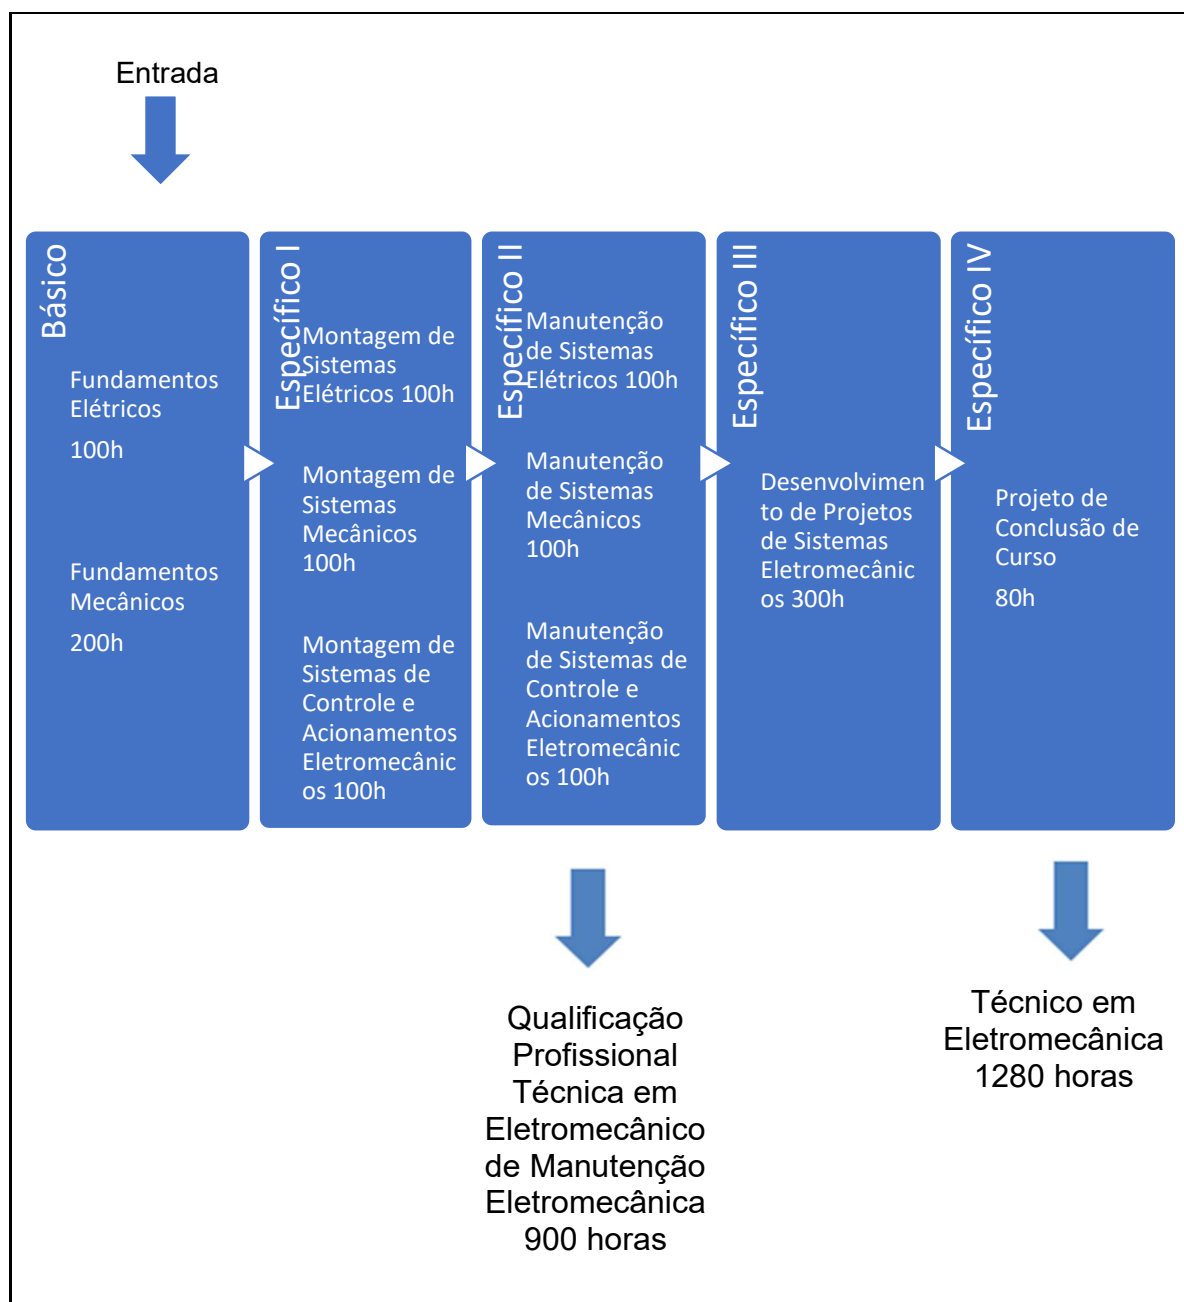 Entrada
Básico
Fundamentos
Elétricos
100h
Fundamentos
Mecânicos
200h
Específico I
Montagem de
Sistemas
Elétricos 100h
Montagem de
Sistemas
Mecânicos
100h
Montagem de
Sistemas de
Controle e
Acionamentos
Eletromecânic
os 100h
Específico II
Manutenção
de Sistemas
Elétricos 100h
Manutenção
de Sistemas
Mecânicos
100h
Manutenção
de Sistemas de
Controle e
Acionamentos
Eletromecânic
os 100h
Específico III
Desenvolvimen
to de Projetos
de Sistemas
Eletromecânic
os 300h
Específico IV
Projeto de
Conclusão de
Curso
80h
Qualificação
Profissional
Técnica em
Eletromecânico
de Manutenção
Eletromecânica
900 horas
Técnico em
Eletromecânica
1280 horas